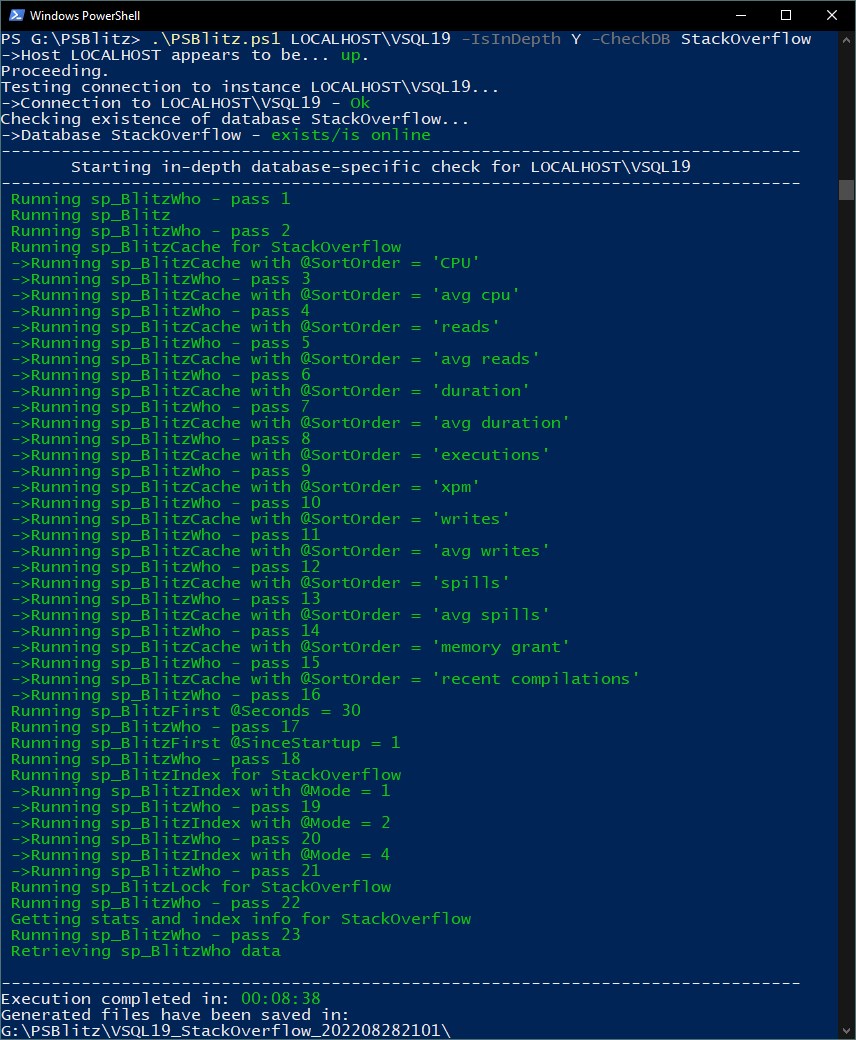 Windows PowerShell
PS G:\PSBlitz> .\PSBlitz.ps1 LOCALHOST\VSQL19 -IsInDepth Y -CheckDB StackOverflow
->Host LOCALHOST appears to be... up.
Proceeding.
Testing connection to instance LOCALHOST\VSQL19...
->Connection to LOCALHOST\VSQL19 - Ok
Checking existence of database StackOverflow...
->Database StackOverflow - exists/is online
--------------------------------------------------------------------------------
       Starting in-depth database-specific check for LOCALHOST\VSQL19
--------------------------------------------------------------------------------
 Running sp_BlitzWho - pass 1
 Running sp_Blitz
 Running sp_BlitzWho - pass 2
 Running sp_BlitzCache for StackOverflow
 ->Running sp_BlitzCache with @SortOrder = 'CPU'
 ->Running sp_BlitzWho - pass 3
 ->Running sp_BlitzCache with @SortOrder = 'avg cpu'
 ->Running sp_BlitzWho - pass 4
 ->Running sp_BlitzCache with @SortOrder = 'reads'
 ->Running sp_BlitzWho - pass 5
 ->Running sp_BlitzCache with @SortOrder = 'avg reads'
 ->Running sp_BlitzWho - pass 6
 ->Running sp_BlitzCache with @SortOrder = 'duration'
 ->Running sp_BlitzWho - pass 7
 ->Running sp_BlitzCache with @SortOrder = 'avg duration'
 ->Running sp_BlitzWho - pass 8
 ->Running sp_BlitzCache with @SortOrder = 'executions'
 ->Running sp_BlitzWho - pass 9
 ->Running sp_BlitzCache with @SortOrder = 'xpm'
 ->Running sp_BlitzWho - pass 10
 ->Running sp_BlitzCache with @SortOrder = 'writes'
 ->Running sp_BlitzWho - pass 11
 ->Running sp_BlitzCache with @SortOrder = 'avg writes'
 ->Running sp_BlitzWho - pass 12
 ->Running sp_BlitzCache with @SortOrder = 'spills'
 ->Running sp_BlitzWho - pass 13
 ->Running sp_BlitzCache with @SortOrder = 'avg spills'
 ->Running sp_BlitzWho - pass 14
 ->Running sp_BlitzCache with @SortOrder = 'memory grant'
 ->Running sp_BlitzWho - pass 15
 ->Running sp_BlitzCache with @SortOrder = 'recent compilations'
 ->Running sp_BlitzWho - pass 16
 Running sp_BlitzFirst @Seconds = 30
 Running sp_BlitzWho - pass 17
 Running sp_BlitzFirst @SinceStartup = 1
 Running sp_BlitzWho - pass 18
 Running sp_BlitzIndex for StackOverflow
 ->Running sp_BlitzIndex with @Mode = 1
 ->Running sp_BlitzWho - pass 19
 ->Running sp_BlitzIndex with @Mode = 2
 ->Running sp_BlitzWho - pass 20
 ->Running sp_BlitzIndex with @Mode = 4
 ->Running sp_BlitzWho - pass 21
 Running sp_BlitzLock for StackOverflow
 Running sp_BlitzWho - pass 22
 Getting stats and index info for StackOverflow
 Running sp_BlitzWho - pass 23
 Retrieving sp_BlitzWho data
--------------------------------------------------------------------------------
Execution completed in: 00:08:38
Generated files have been saved in:
G:\PSBlitz\VSQL19_StackOverflow_202208282101\